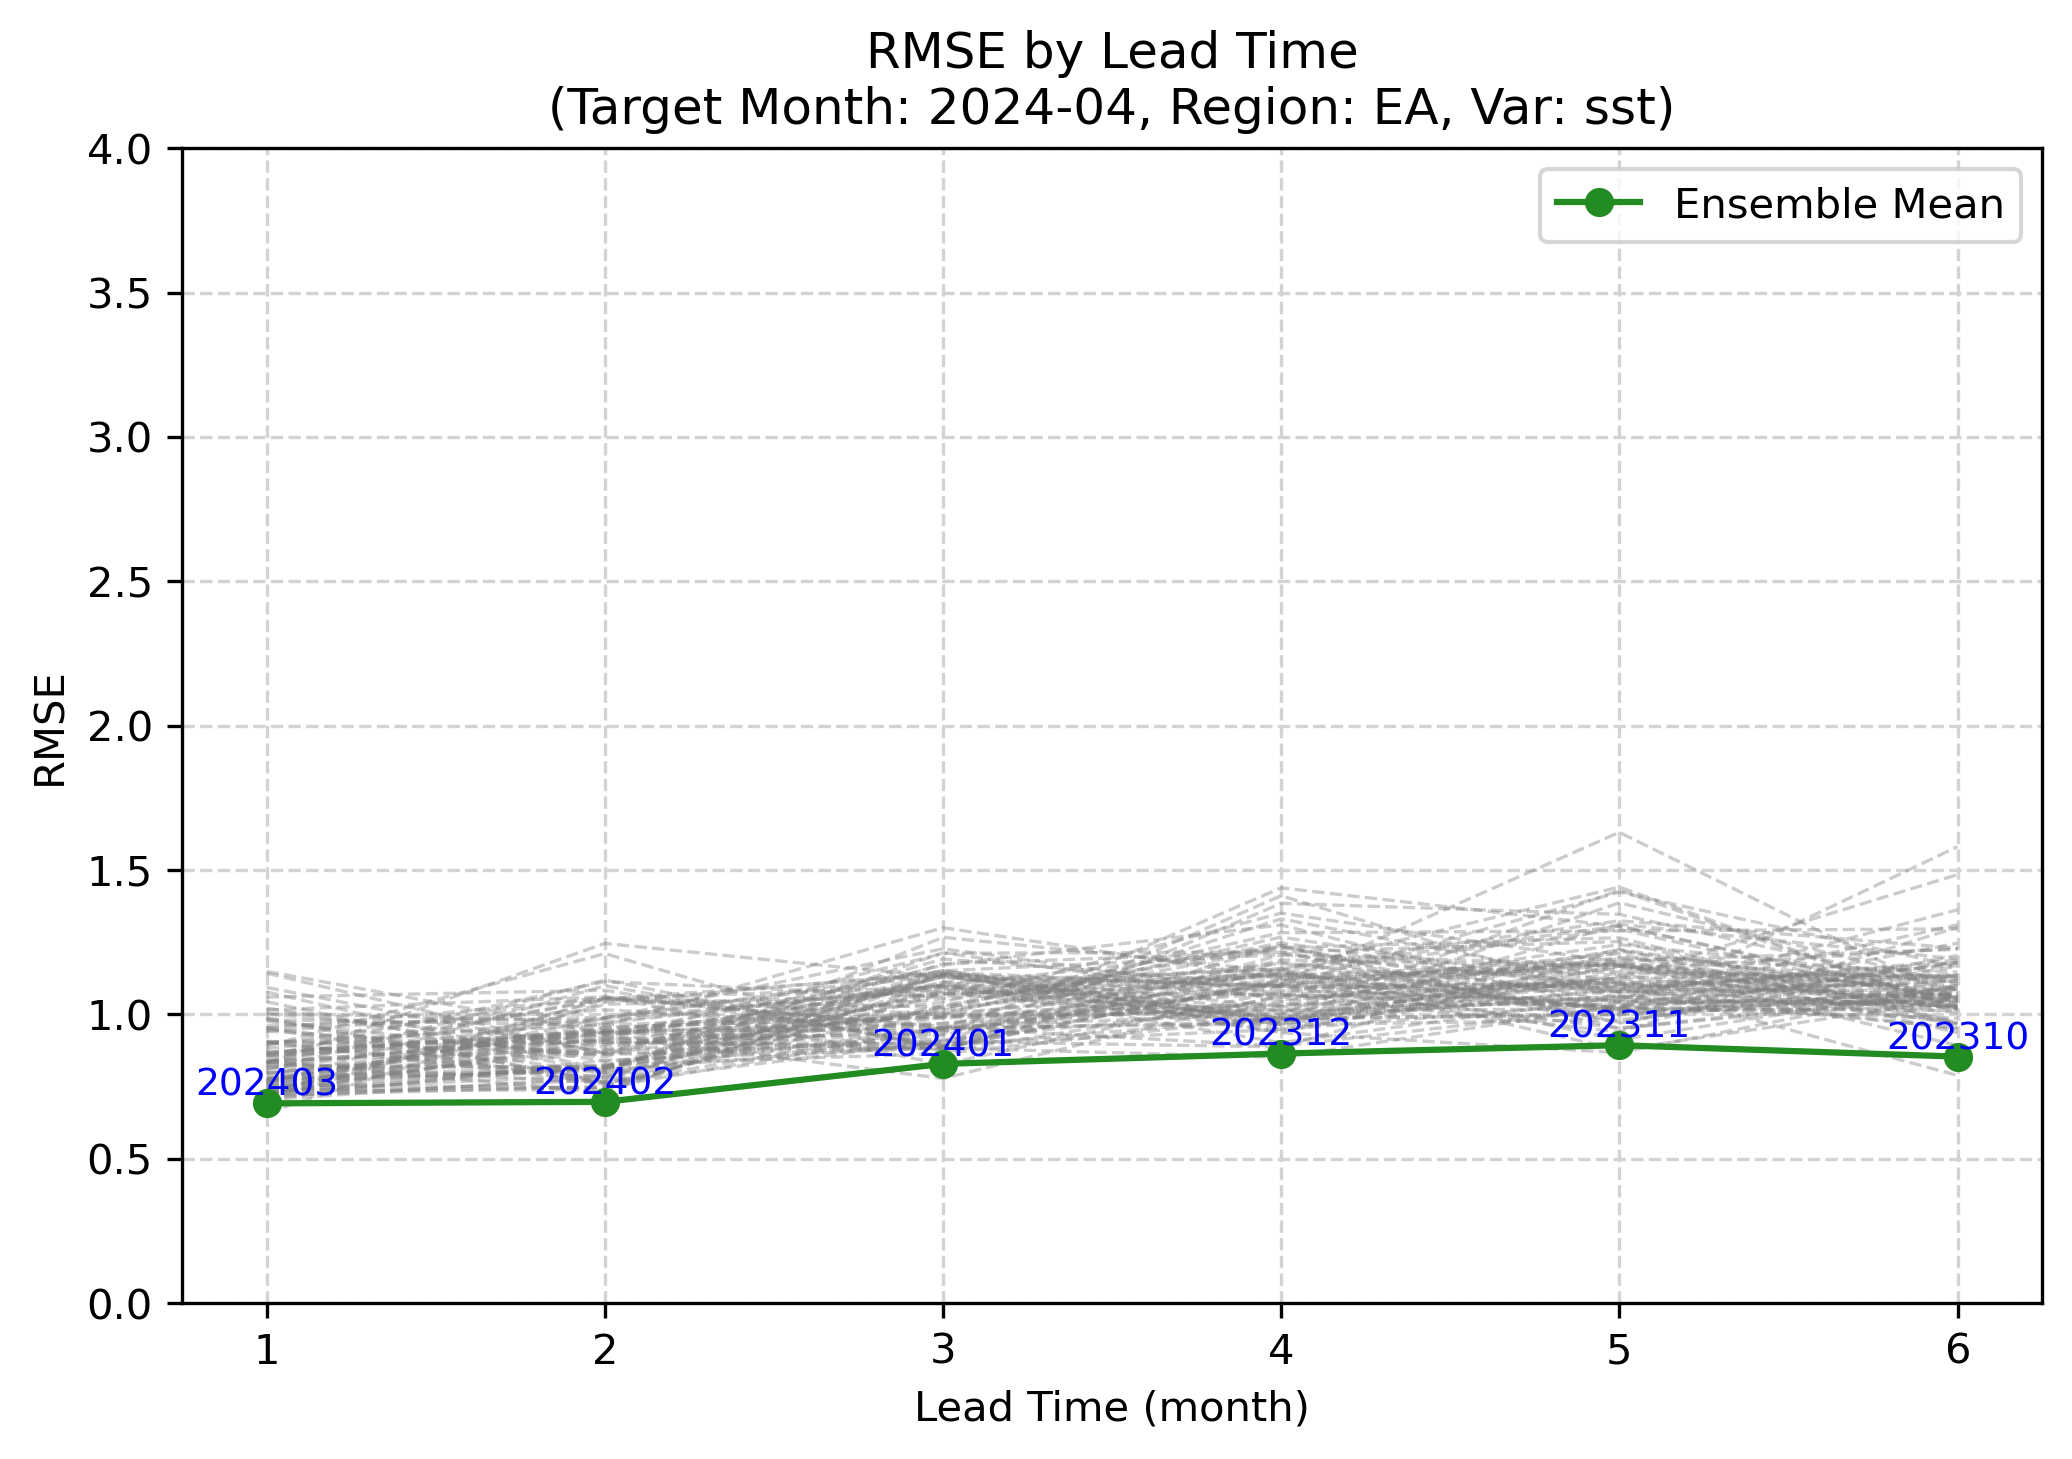 RMSE by Lead Time
(Target Month: 2024-04, Region: EA, Var: sst)
Ensemble Mean
RMSE
4.0
3.5
3.0
2.5
2.0
1.5
1.0
0.5
0.0
202403
202402
202401
202312
202311
202310
1 2 3 4 5 6
Lead Time (month)